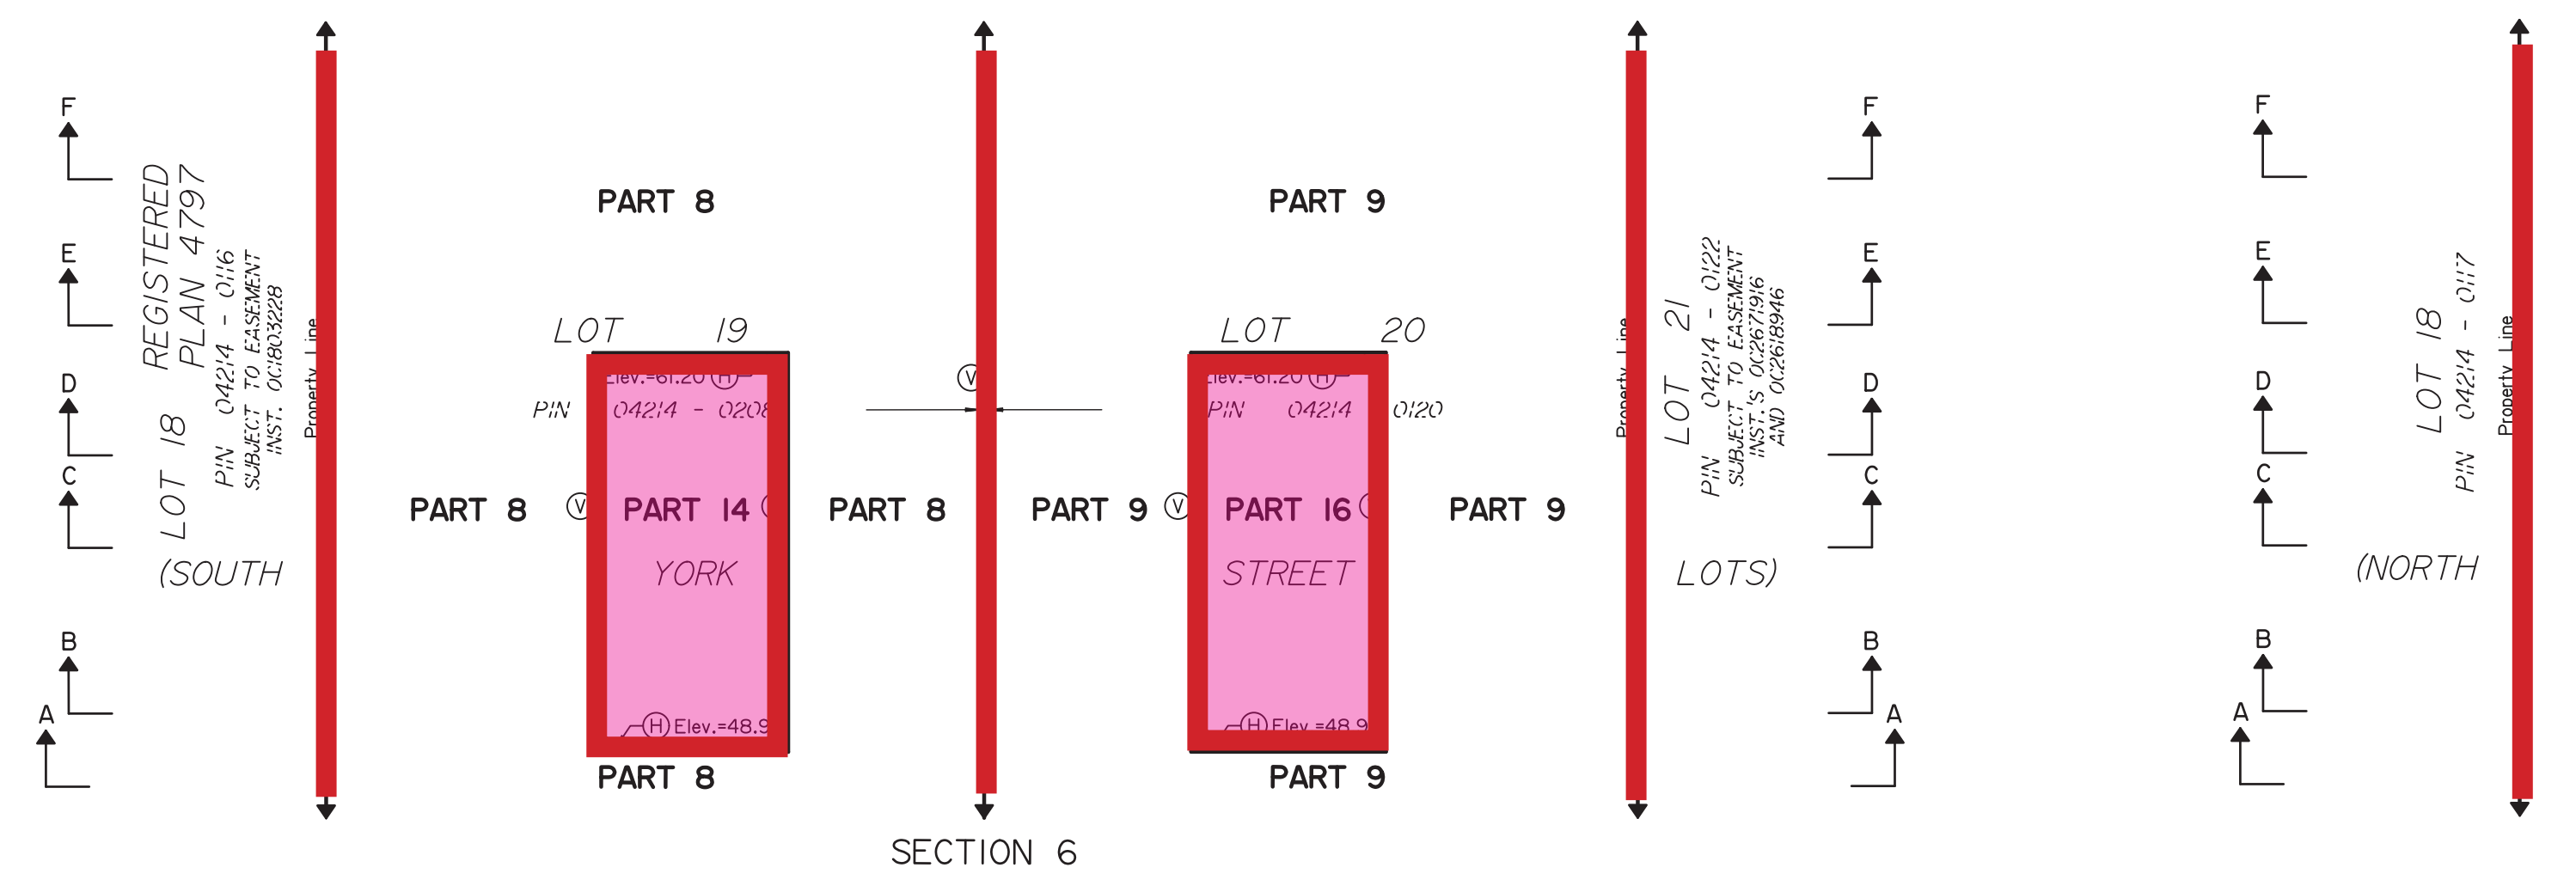 F
E
D
C
B
A
LOT 18 REGISTERED
PLAN 4797
PIN 04214 - 0116
SUBJECT TO EASEMENT
INST. OC1803228
(SOUTH
Property Line
PART 8
LOT 19
Elev.=61.20 H
PIN 04214 - 0208
PART 8 V PART 14 PART 8
YORK
H Elev.=48.9
PART 8
V
PART 9
LOT 20
Elev.=61.20 H
PIN 04214 0120
PART 9 V PART 16 PART 9
STREET
H Elev.=48.9
PART 9
Property Line
LOT 21
PIN 04214 - 0122
SUBJECT TO EASEMENT
INST.'S OC2671916
AND OC2618946
LOTS)
F
E
D
C
B
A
F
E
D
C
B
A
LOT 18
PIN 04214 - 0117
(NORTH
Property Line
SECTION 6